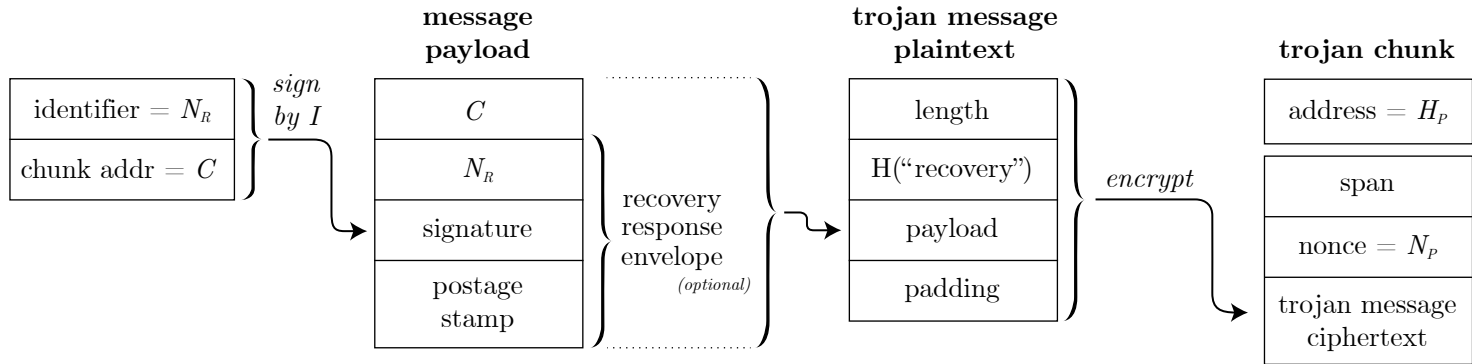 identifier = N_R
chunk addr = C
sign
by I
message
payload
C
N_R
signature
postage
stamp
recovery
response
envelope
(optional)
trojan message
plaintext
length
H(“recovery”)
payload
padding
encrypt
trojan chunk
address = H_P
span
nonce = N_P
trojan message
ciphertext